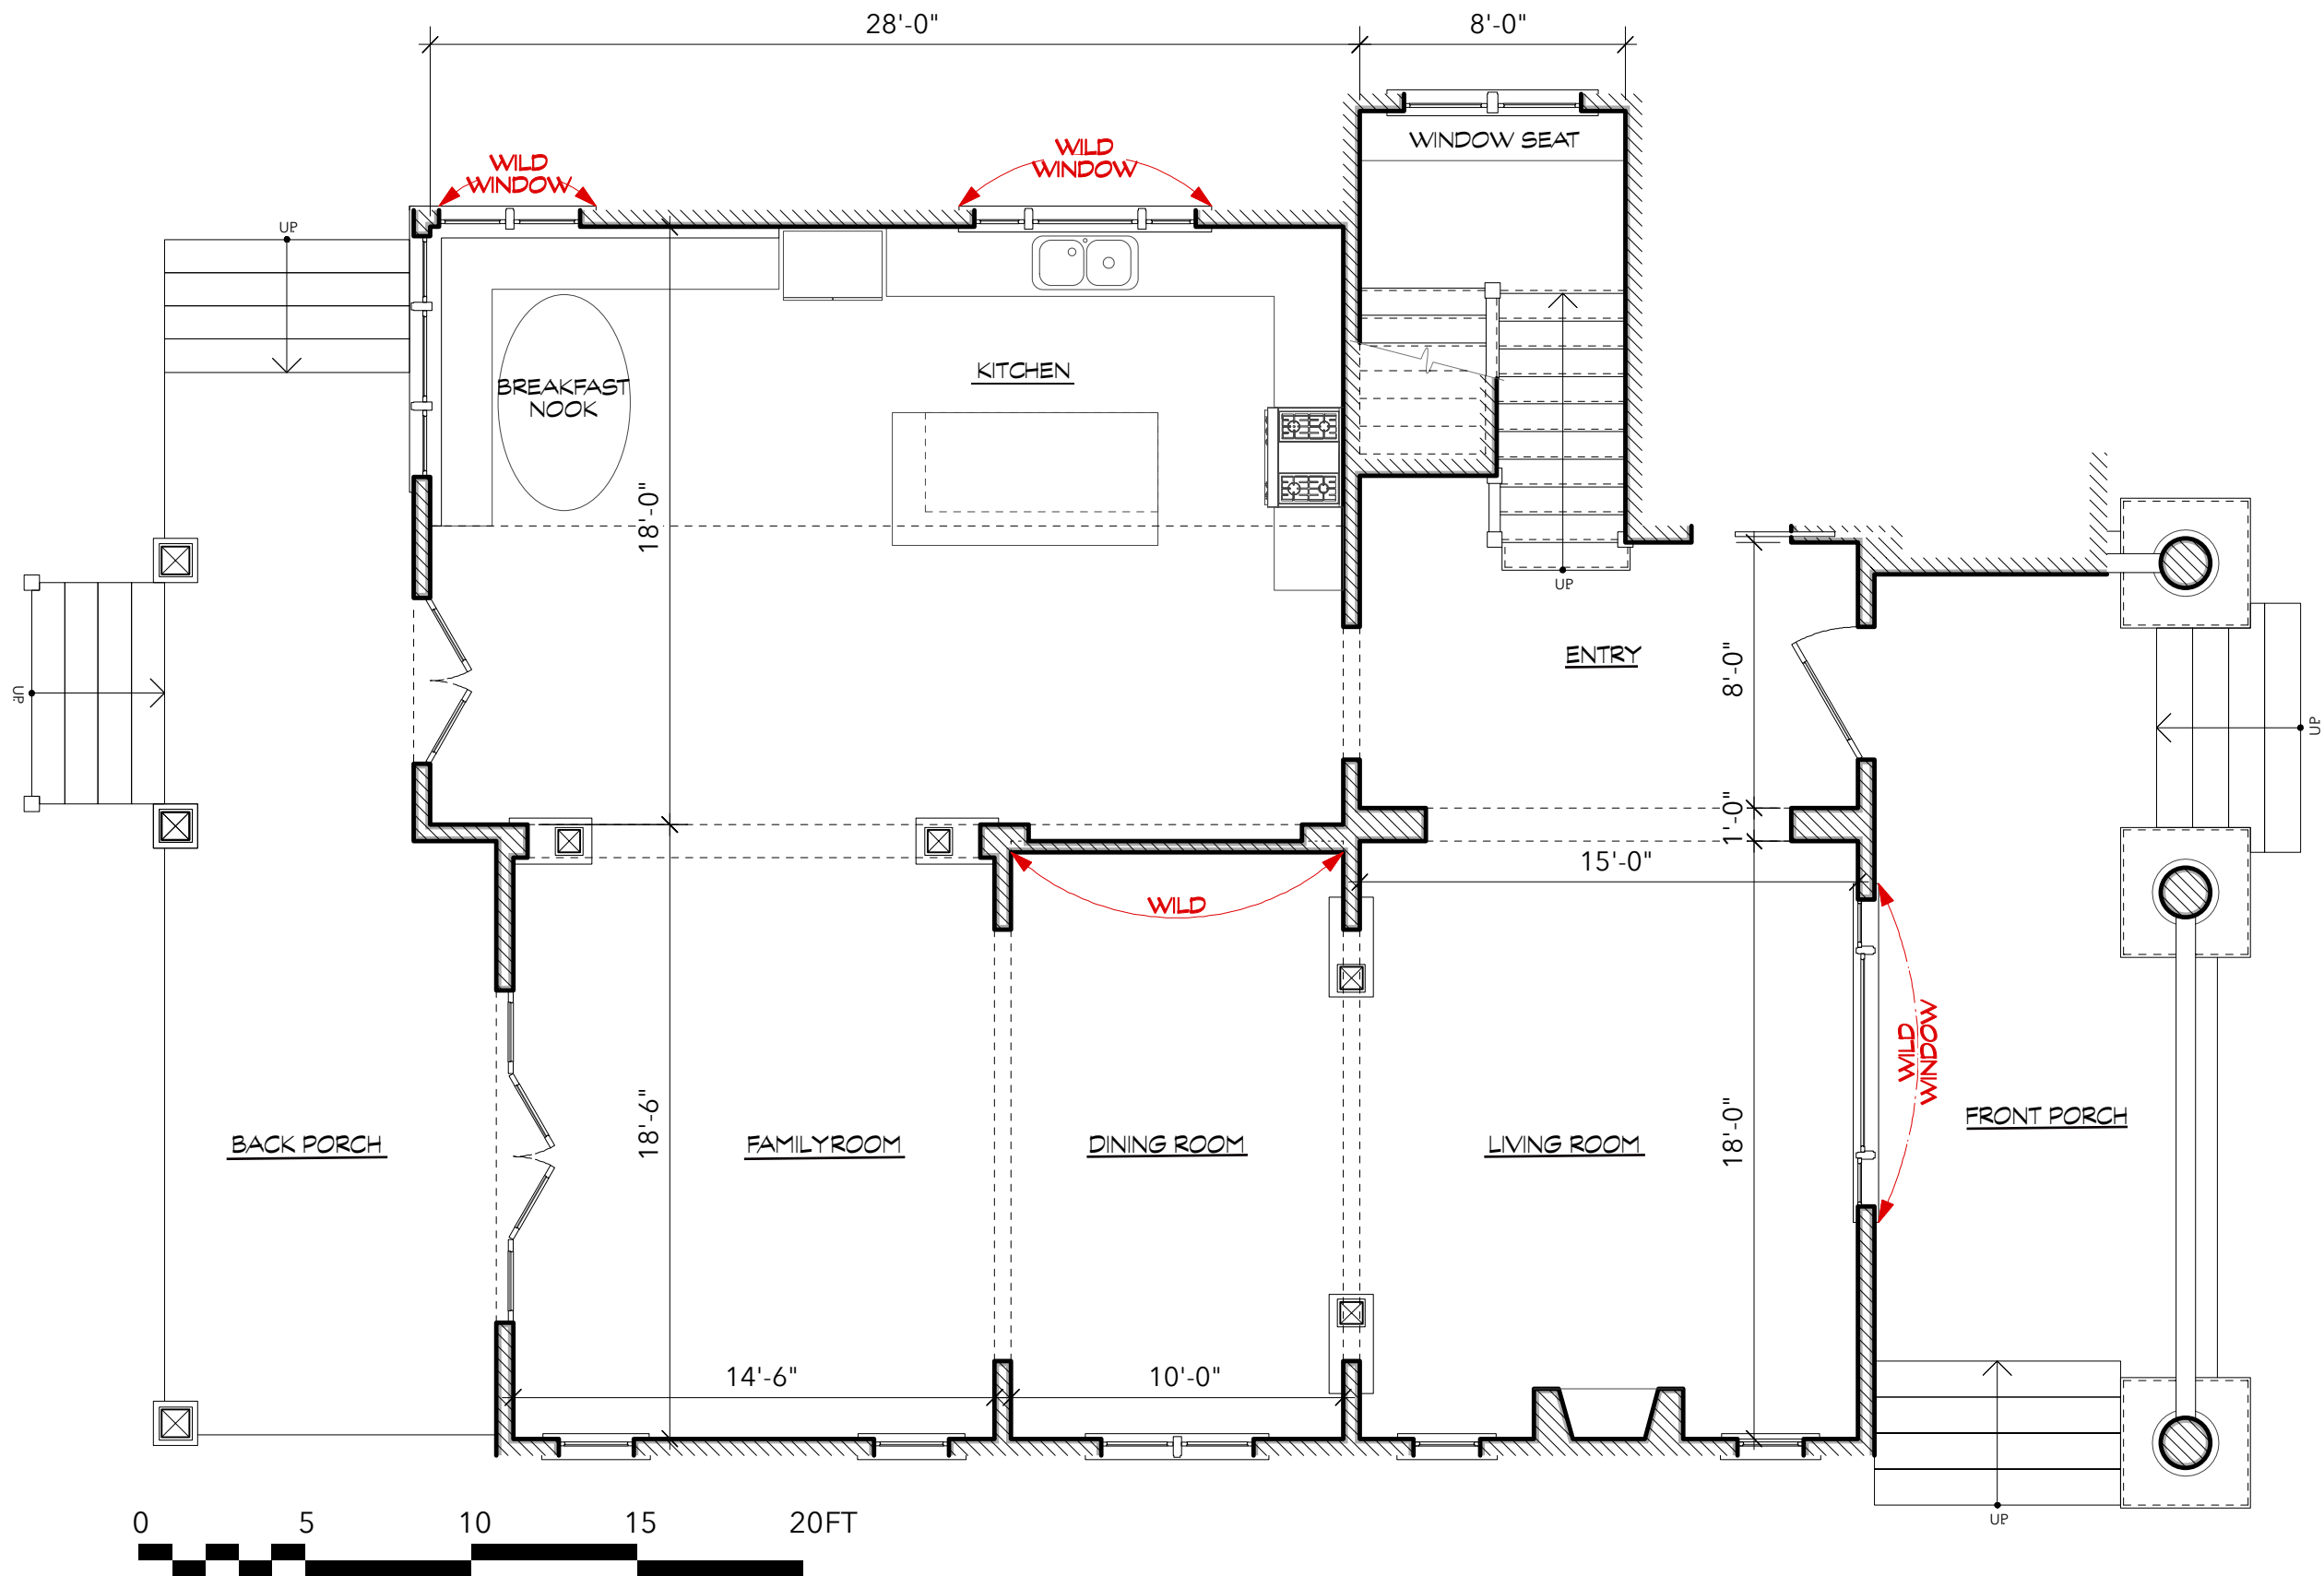 28'-0"
8'-0"
WILD
WINDOW
WILD
WINDOW
WINDOW SEAT
UP.
BREAKFAST
NOOK
KITCHEN
18'-0"
UP.
UP.
ENTRY
8'-0"
UP.
1'-0"
15'-0"
WILD
WILD
WINDOW
18'-6"
18'-0"
BACK PORCH
FAMILYROOM
DINING ROOM
LIVING ROOM
FRONT PORCH
14'-6"
10'-0"
UP.
0 5 10 15 20FT